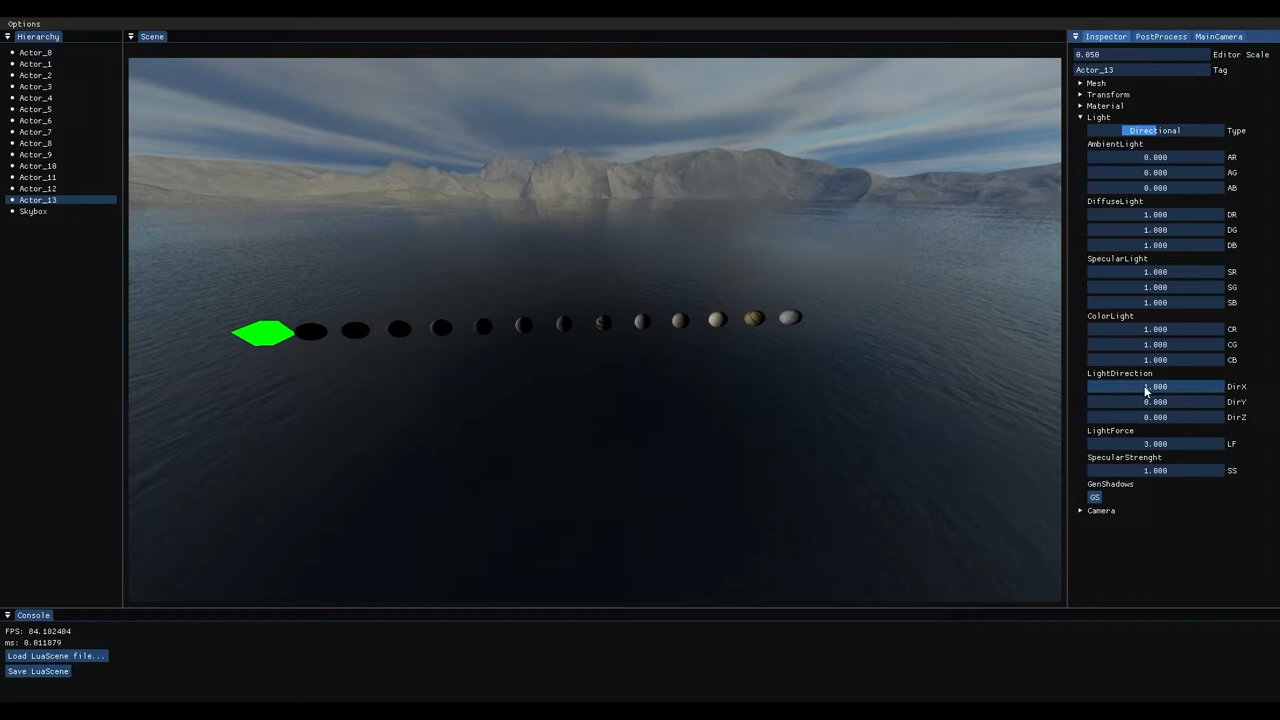 Options
Hierarchy
Actor_0
Actor_1
Actor_2
Actor_3
Actor_4
Actor_5
Actor_6
Actor_7
Actor_8
Actor_9
Actor_10
Actor_11
Actor_12
Actor_13
Skybox
Scene
Inspector PostProcess MainCamera
0.050 Editor Scale
Actor_13 Tag
Mesh
Transform
Material
Light
Directional Type
AmbientLight
0.000 AR
0.000 AG
0.000 AB
DiffuseLight
1.000 DR
1.000 DG
1.000 DB
SpecularLight
1.000 SR
1.000 SG
1.000 SB
ColorLight
1.000 CR
1.000 CG
1.000 CB
LightDirection
1.000 DirX
0.000 DirY
0.000 DirZ
LightForce
3.000 LF
SpecularStrenght
1.000 SS
GenShadows
GS
Camera
Console
FPS: 84.182484
ms: 0.011879
Load LuaScene file...
Save LuaScene